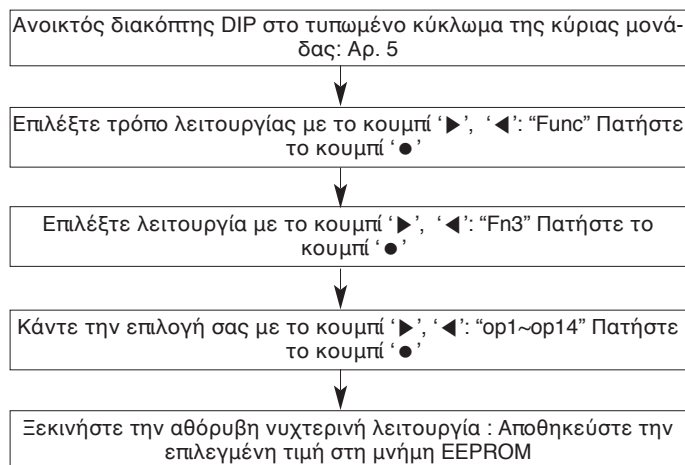 Ανοικτός διακόπτης DIP στο τυπωμένο κύκλωμα της κύριας μονά-
δας: Αρ. 5
Επιλέξτε τρόπο λειτουργίας με το κουμπί ‘▶’, ‘◀’: “Func” Πατήστε
το κουμπί ‘●’
Επιλέξτε λειτουργία με το κουμπί ‘▶’, ‘◀’: “Fn3” Πατήστε το
κουμπί ‘●’
Κάντε την επιλογή σας με το κουμπί ‘▶’, ‘◀’: “op1~op14” Πατήστε
το κουμπί ‘●’
Ξεκινήστε την αθόρυβη νυχτερινή λειτουργία : Αποθηκεύστε την
επιλεγμένη τιμή στη μνήμη EEPROM